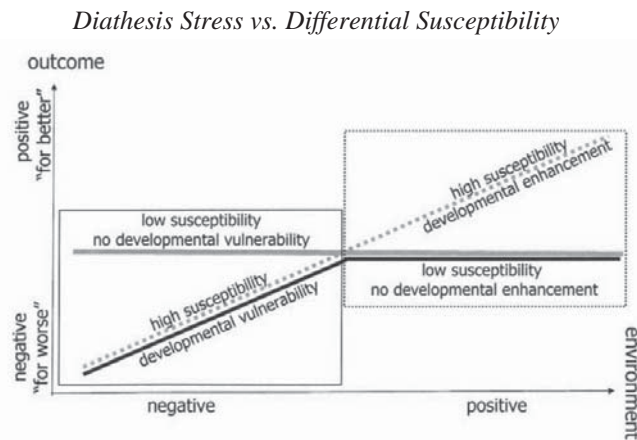 Diathesis Stress vs. Differential Susceptibility
outcome
positive
"for better"
high susceptibility
developmental enhancement
low susceptibility
no developmental vulnerability
low susceptibility
no developmental enhancement
high susceptibility
developmental vulnerability
negative
"for worse"
negative
positive
environment